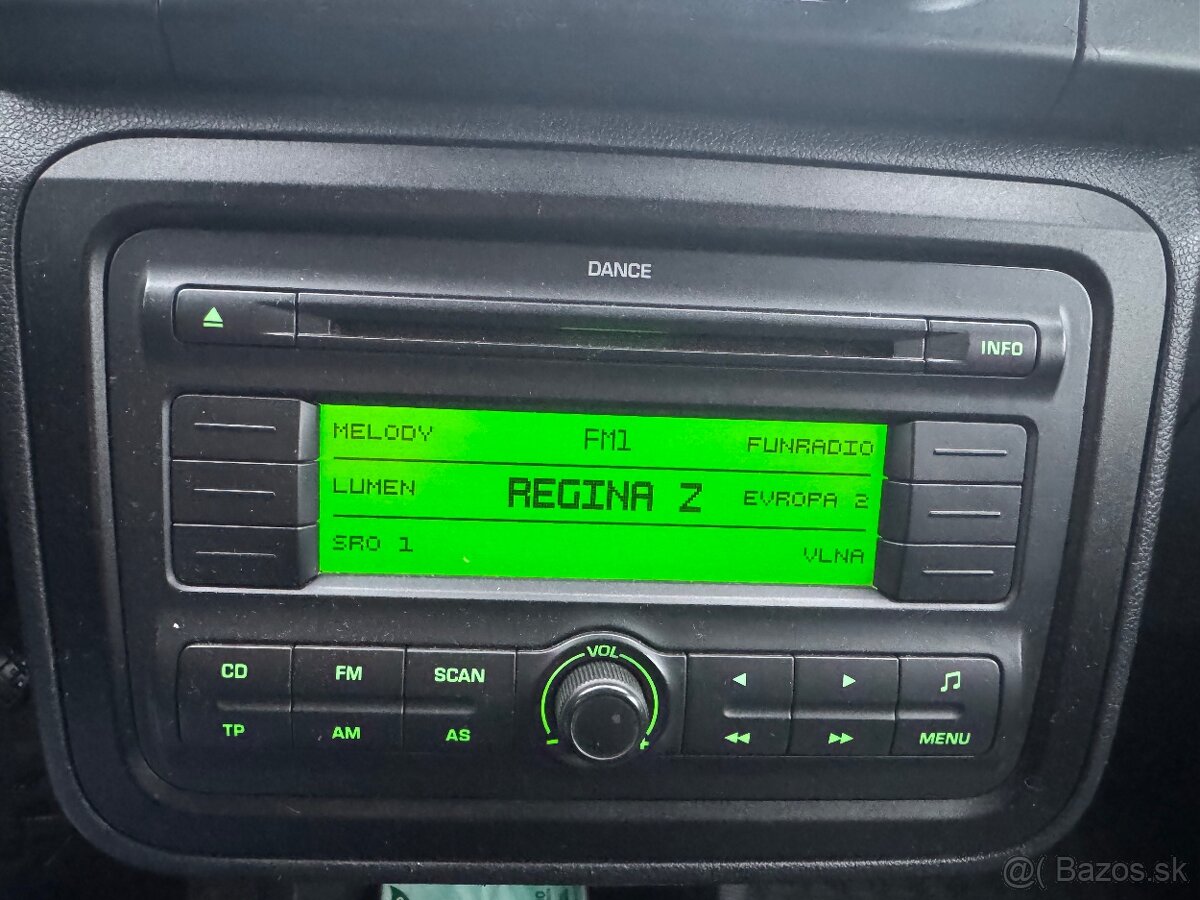 DANCE
INFO
MELODY FM1 FUNRADIO
LUMEN REGINA Z EVROPA 2
SRO 1 VLNA
VOL
CD FM SCAN
- +
TP AM AS MENU
@( Bazos.sk